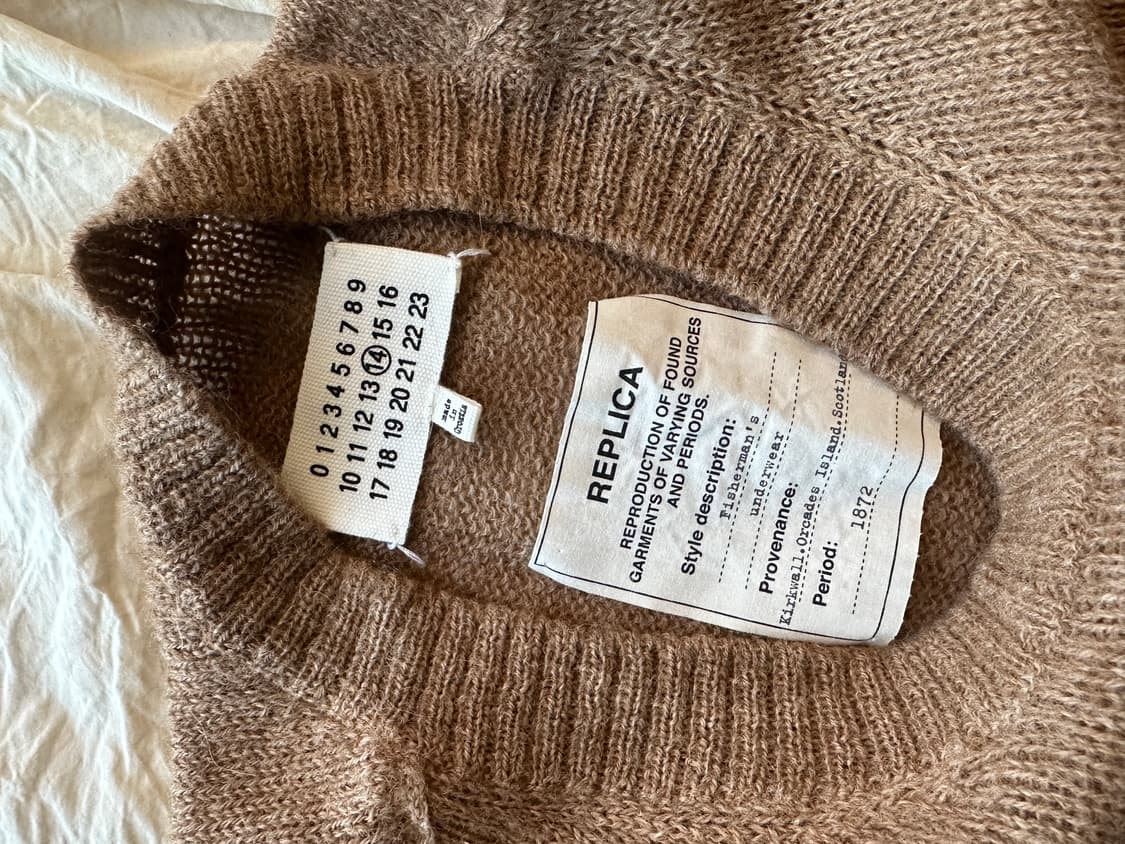 0 1 2 3 4 5 6 7 8 9
10 11 12 13 14 15 16
17 18 19 20 21 22 23
made
in
Croatia
REPLICA
REPRODUCTION OF FOUND
GARMENTS OF VARYING SOURCES
AND PERIODS.
Style description:
Fisherman's
underwear
Provenance:
Kirkwall.Orcades Island.Scotland
Period:
1872